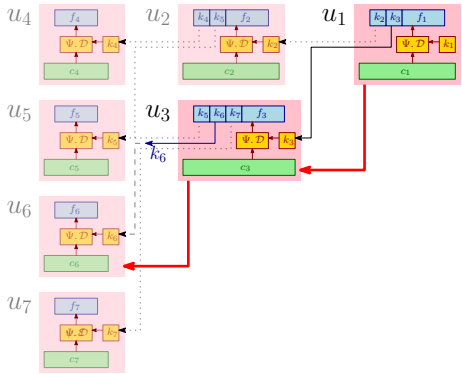 u₄ f₄ u₂ k₄ k₅ f₂ u₁ k₂ k₃ f₁
Ψ.𝒟 k₄ Ψ.𝒟 k₂ Ψ.𝒟 k₁
c₄ c₂ c₁
u₅ f₅ u₃ k₅ k₆ k₇ f₃
Ψ.𝒟 k₅ k₆ Ψ.𝒟 k₃
c₅ c₃
u₆ f₆
Ψ.𝒟 k₆
c₆
u₇ f₇
Ψ.𝒟 k₇
c₇